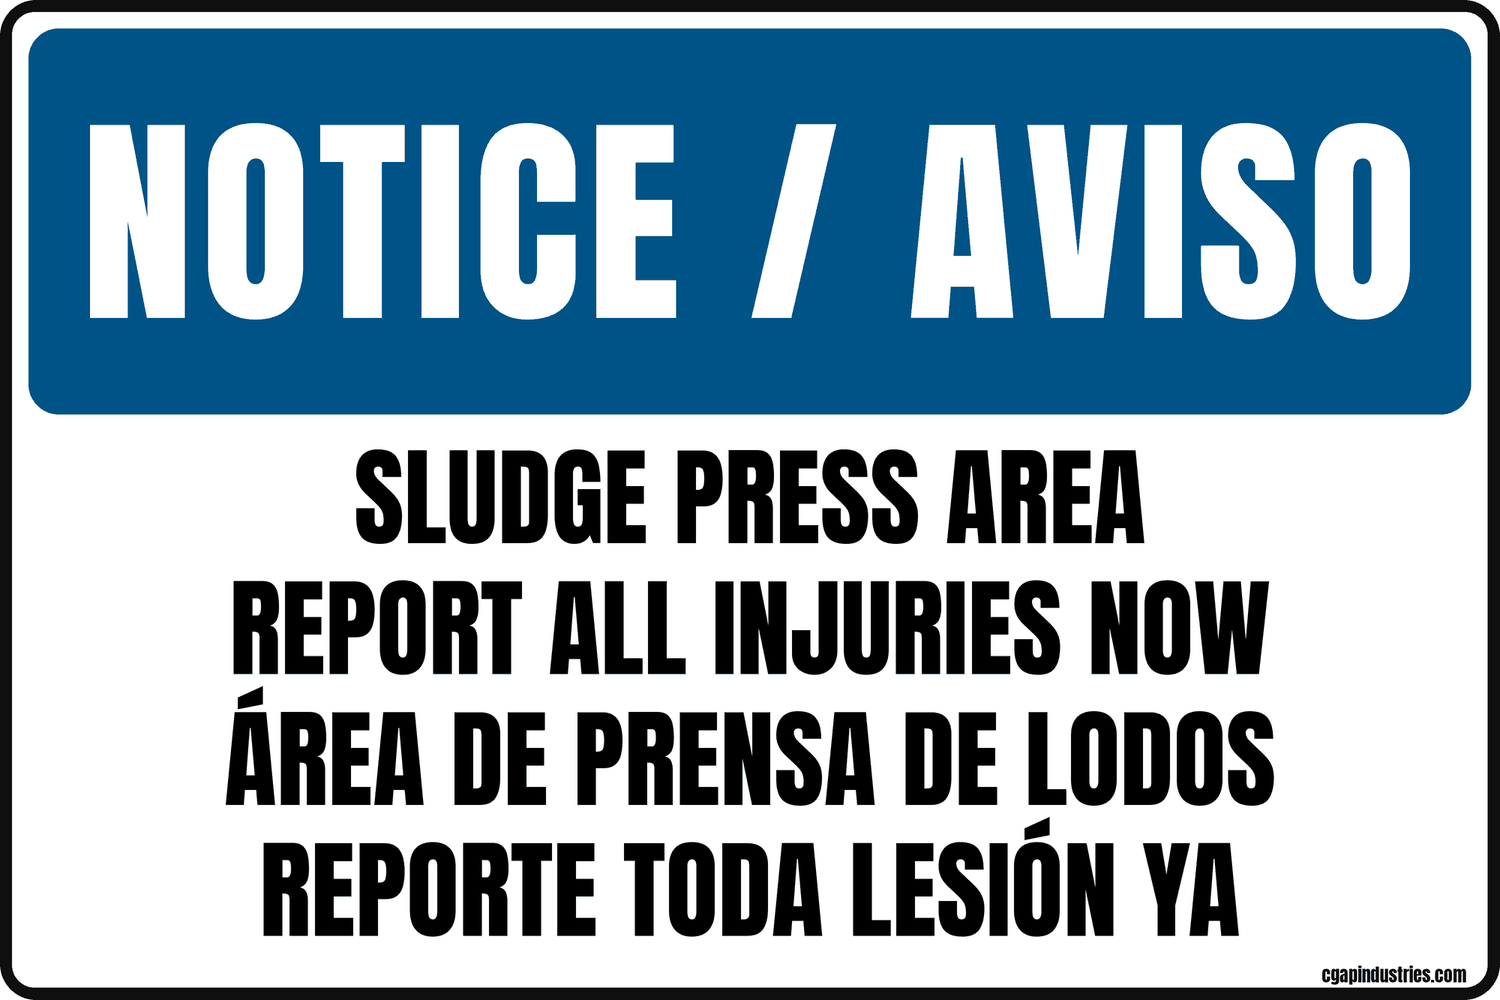 NOTICE / AVISO
SLUDGE PRESS AREA
REPORT ALL INJURIES NOW
ÁREA DE PRENSA DE LODOS
REPORTE TODA LESIÓN YA
cgapindustries.com